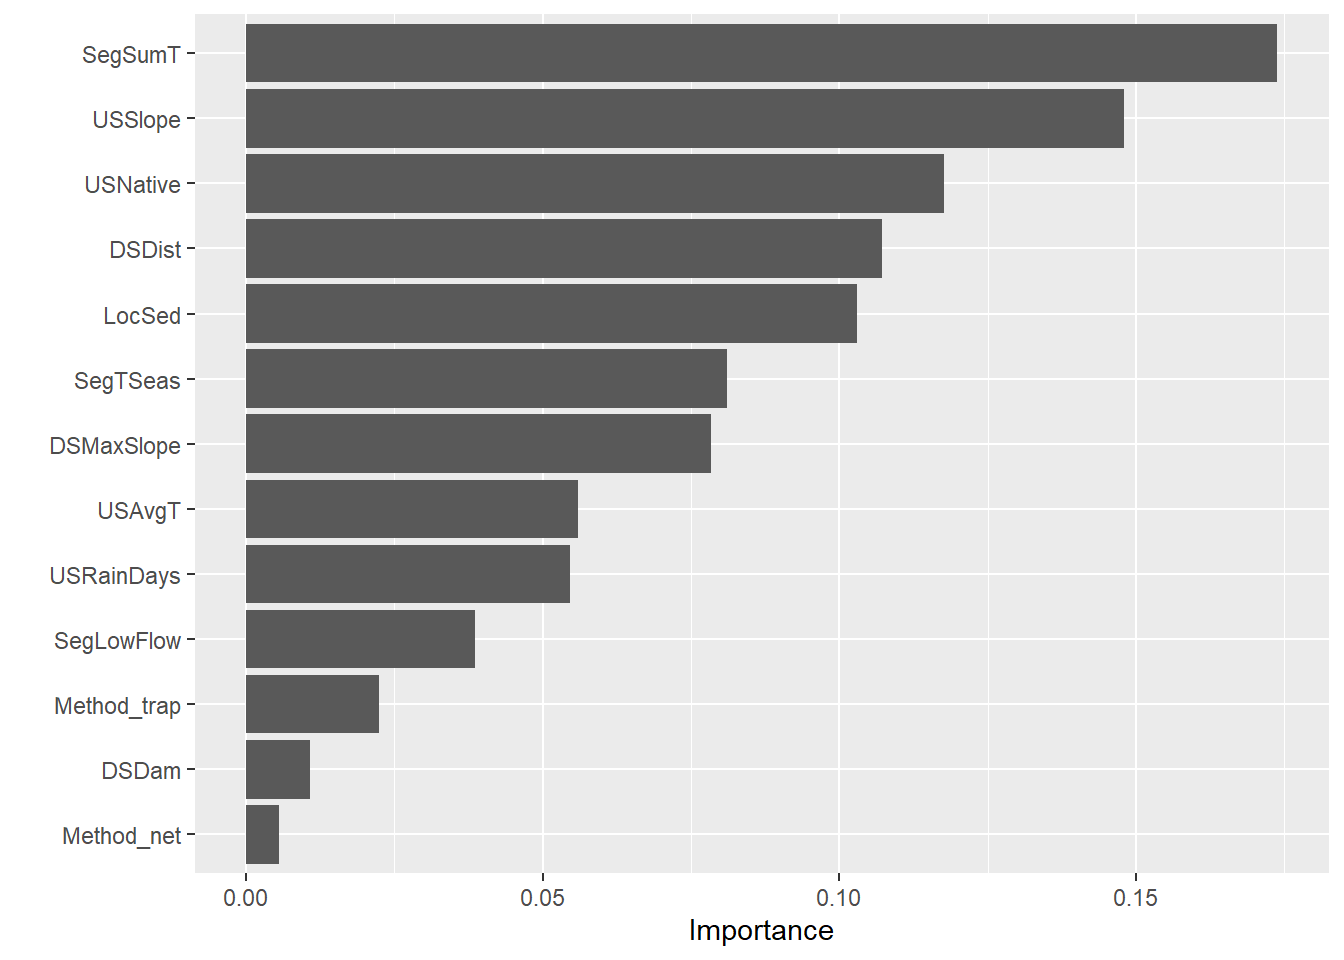 SegSumT
USSlope
USNative
DSDist
LocSed
SegTSeas
DSMaxSlope
USAvgT
USRainDays
SegLowFlow
Method_trap
DSDam
Method_net
0.00 0.05 0.10 0.15
Importance